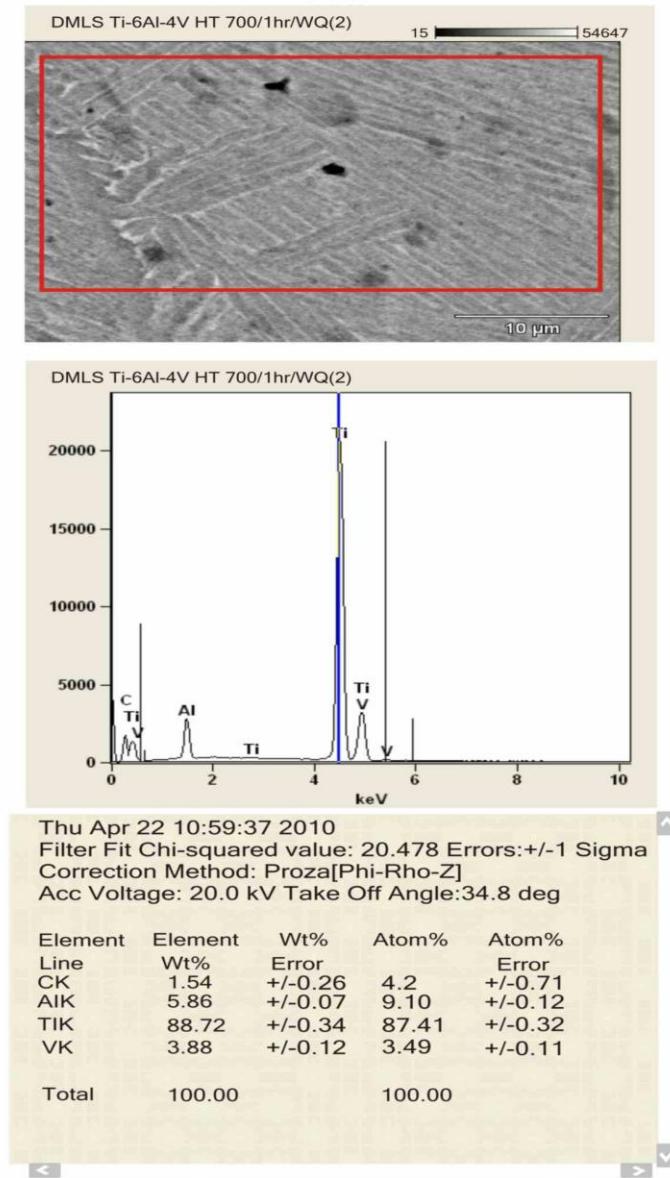 DMLS Ti-6Al-4V HT 700/1hr/WQ(2)
15 54647
10 µm
DMLS Ti-6Al-4V HT 700/1hr/WQ(2)
Ti
20000
15000
10000
5000
0
C
Ti
V
Al
Ti
Ti
V
V
0 2 4 6 8 10
keV
Thu Apr 22 10:59:37 2010
Filter Fit Chi-squared value: 20.478 Errors:+/-1 Sigma
Correction Method: Proza[Phi-Rho-Z]
Acc Voltage: 20.0 kV Take Off Angle:34.8 deg
Element Element Wt% Atom% Atom%
Line Wt% Error Error
CK 1.54 +/-0.26 4.2 +/-0.71
AIK 5.86 +/-0.07 9.10 +/-0.12
TIK 88.72 +/-0.34 87.41 +/-0.32
VK 3.88 +/-0.12 3.49 +/-0.11
Total 100.00 100.00